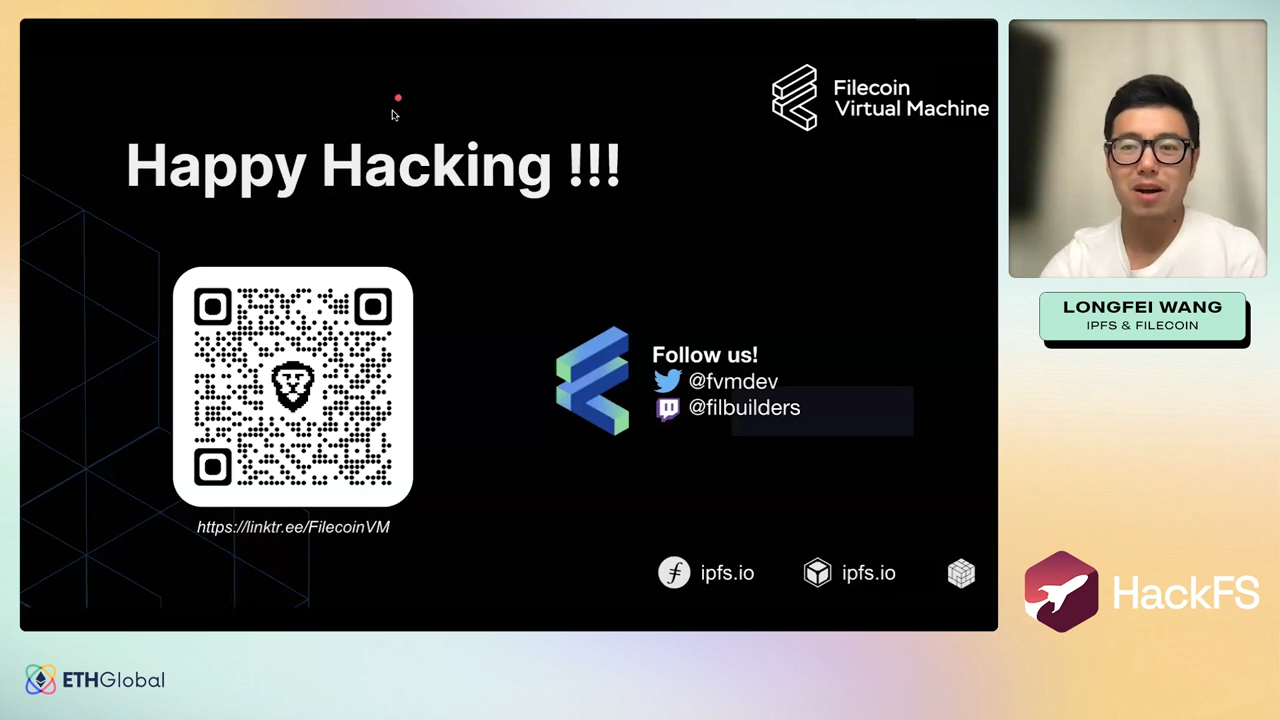 Filecoin
Virtual Machine
Happy Hacking !!!
https://linktr.ee/FilecoinVM
Follow us!
@fvmdev
@filbuilders
ipfs.io
ipfs.io
LONGFEI WANG
IPFS & FILECOIN
HackFS
ETHGlobal